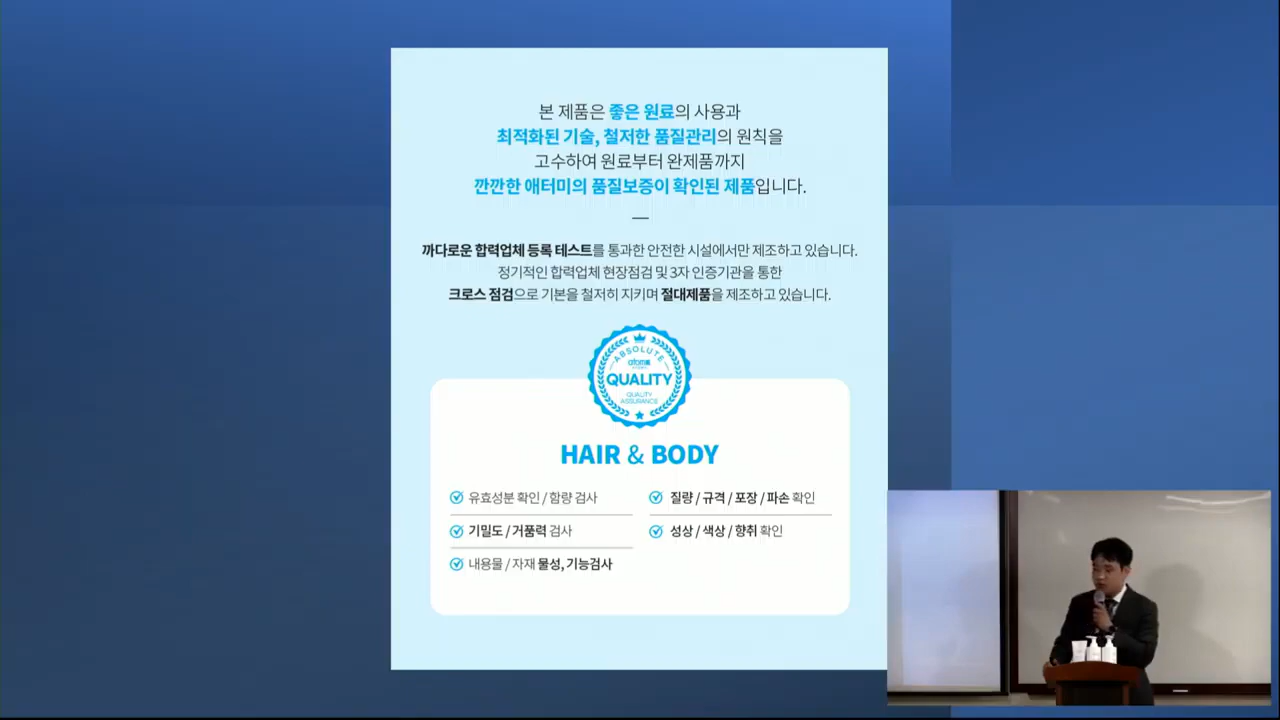 본 제품은 좋은 원료의 사용과
최적화된 기술, 철저한 품질관리의 원칙을
고수하여 원료부터 완제품까지
깐깐한 애터미의 품질보증이 확인된 제품입니다.
까다로운 합력업체 등록 테스트를 통과한 안전한 시설에서만 제조하고 있습니다.
정기적인 합력업체 현장점검 및 3자 인증기관을 통한
크로스 점검으로 기본을 철저히 지키며 절대제품을 제조하고 있습니다.
ABSOLUTE
atomy
QUALITY
QUALITY
ASSURANCE
HAIR & BODY
유효성분 확인 / 함량 검사
질량 / 규격 / 포장 / 파손 확인
기밀도 / 거품력 검사
성상 / 색상 / 향취 확인
내용물 / 자재 물성, 기능검사